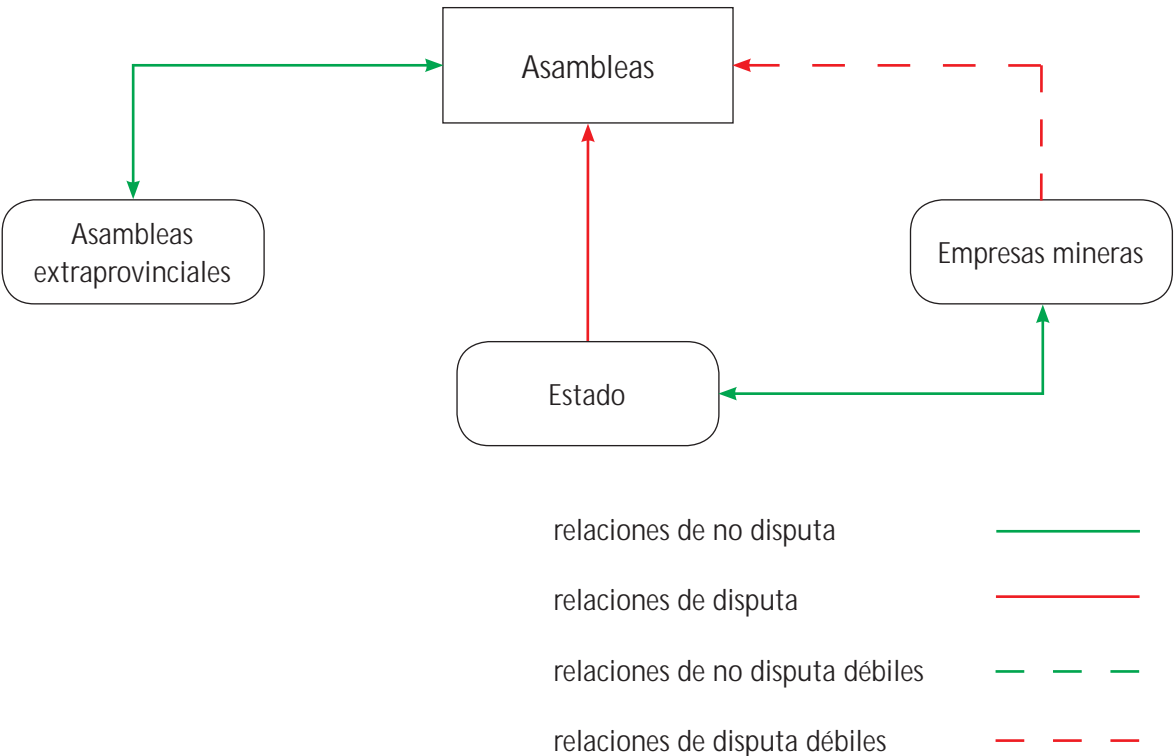 Asambleas
Asambleas
extraprovinciales
Empresas mineras
Estado
relaciones de no disputa
relaciones de disputa
relaciones de no disputa débiles
relaciones de disputa débiles